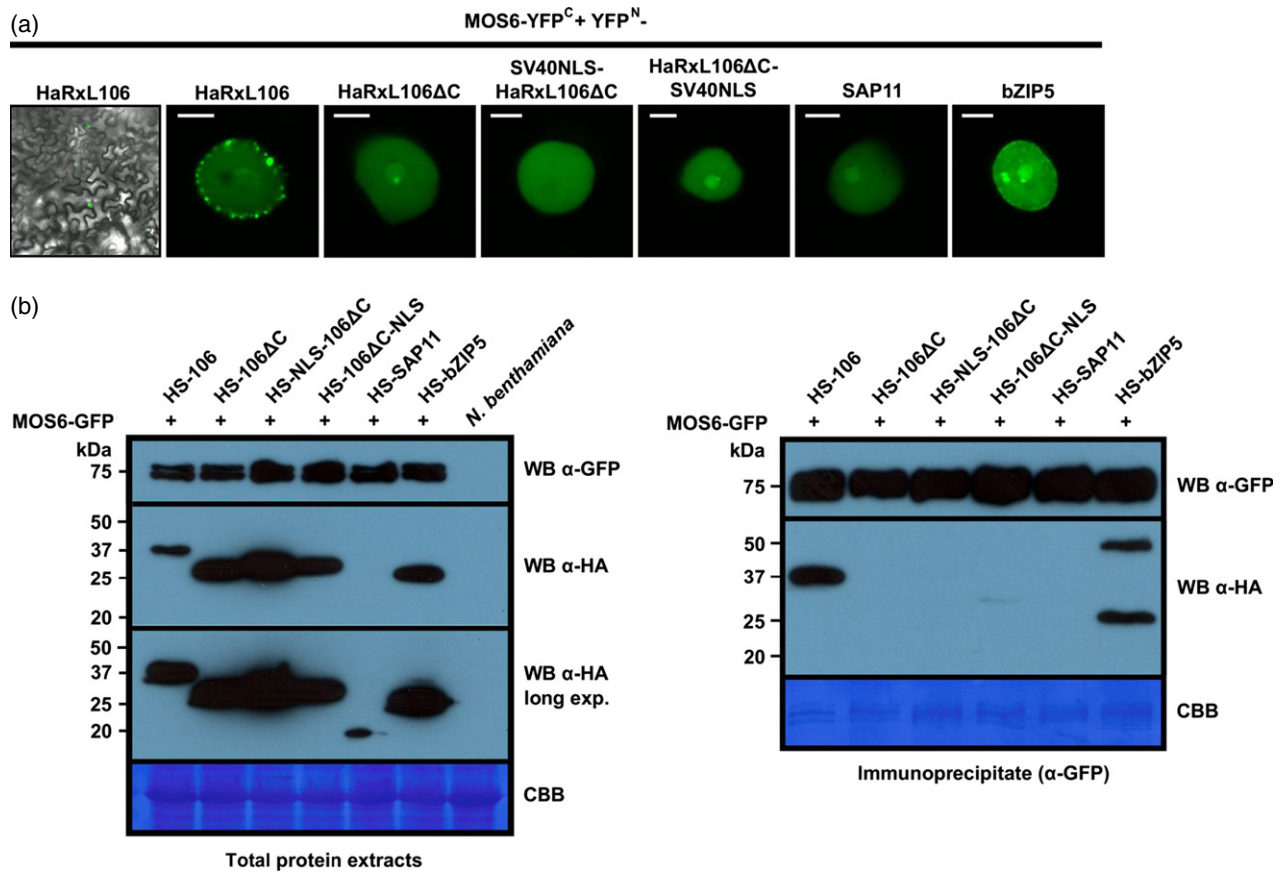 (a)
MOS6-YFPC + YFPN-
HaRxL106
HaRxL106
HaRxL106ΔC
SV40NLS-
HaRxL106ΔC
HaRxL106ΔC-
SV40NLS
SAP11
bZIP5
(b)
HS-106
HS-106ΔC
HS-NLS-106ΔC
HS-106ΔC-NLS
HS-SAP11
HS-bZIP5
N. benthamiana
MOS6-GFP + + + + + +
kDa
75
WB α-GFP
50
37
25
20
WB α-HA
50
37
25
20
WB α-HA
long exp.
CBB
Total protein extracts
HS-106
HS-106ΔC
HS-NLS-106ΔC
HS-106ΔC-NLS
HS-SAP11
HS-bZIP5
MOS6-GFP + + + + + +
kDa
75
WB α-GFP
50
37
25
20
WB α-HA
CBB
Immunoprecipitate (α-GFP)